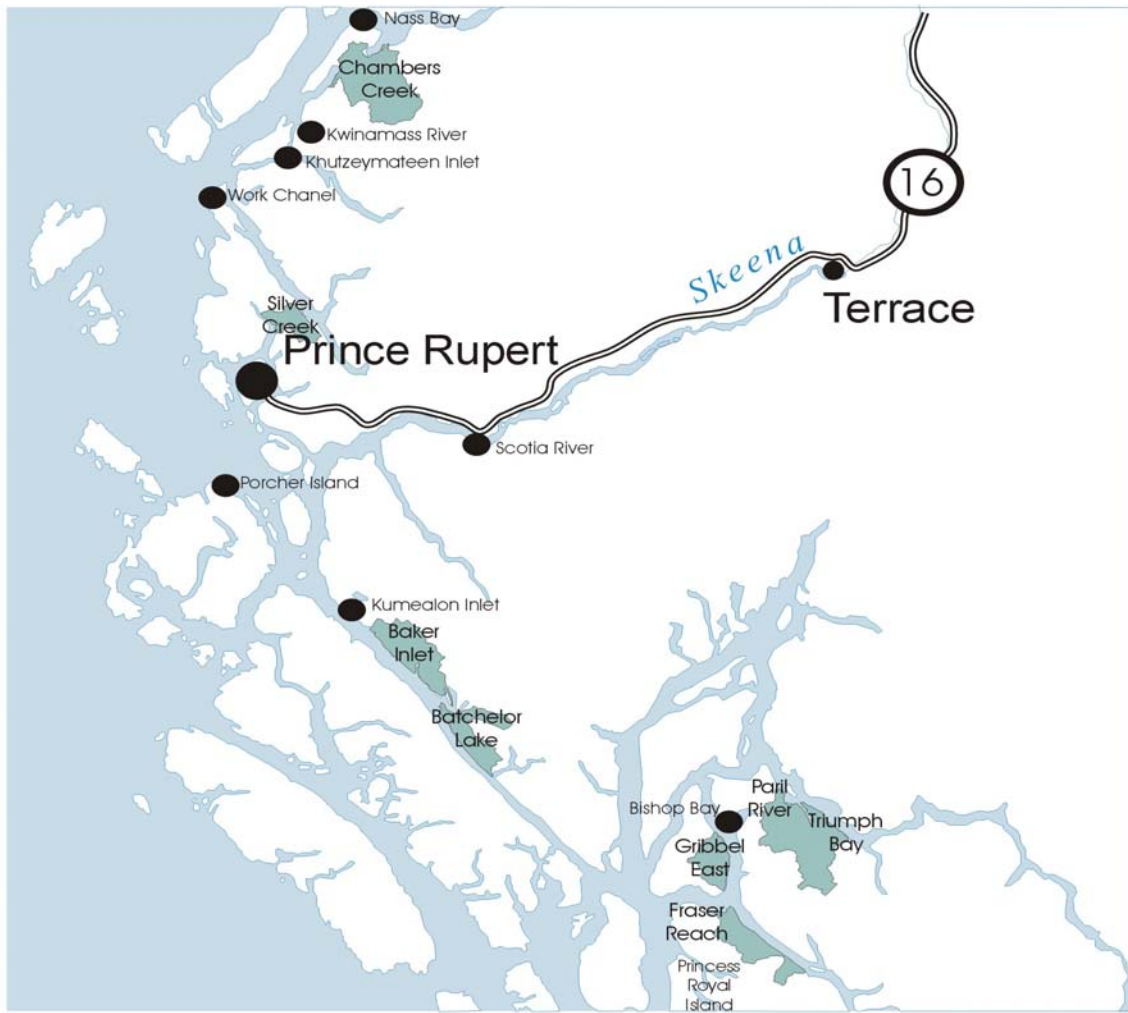 Nass Bay
Chambers
Creek
Kwinamass River
Khutzeymateen Inlet
Work Chanel
16
Skeena
Terrace
Silver
Creek
Prince Rupert
Scotia River
Porcher Island
Kumealon Inlet
Baker
Inlet
Batchelor
Lake
Bishop Bay
Paril
River
Triumph
Bay
Gribbel
East
Fraser
Reach
Princess
Royal
Island